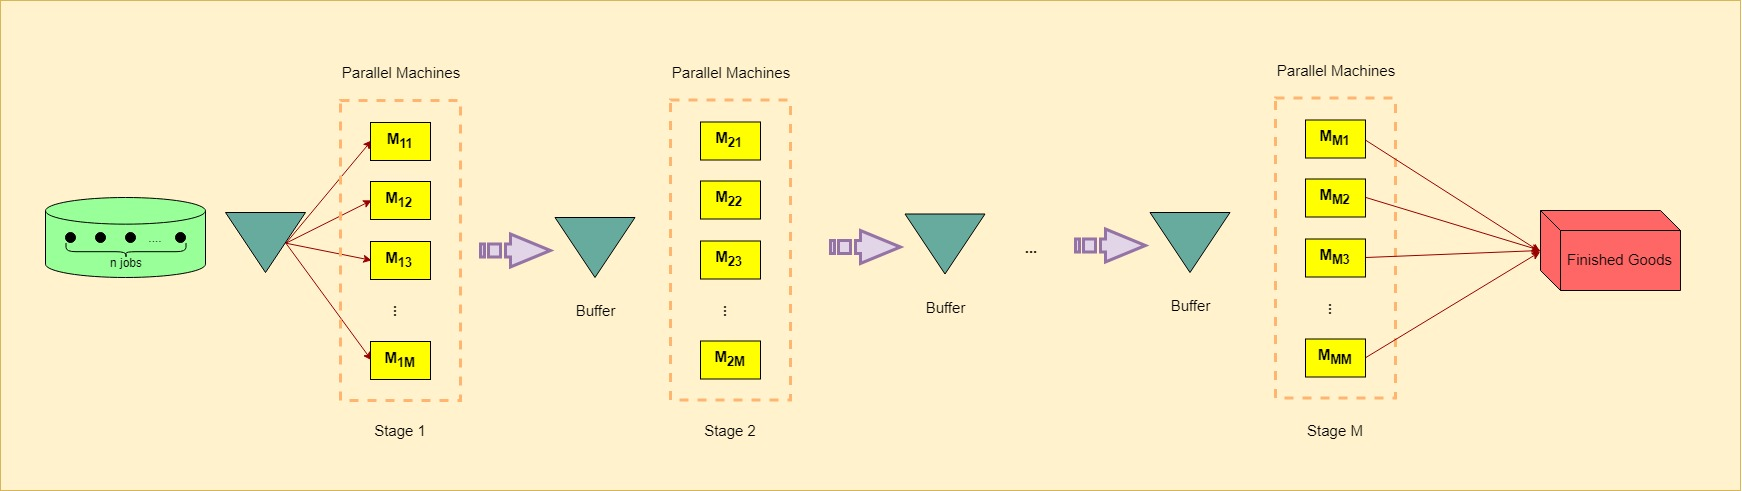 Parallel Machines
Parallel Machines
Parallel Machines
M11
M12
M13
⋮
M1M
M21
M22
M23
⋮
M2M
MM1
MM2
MM3
⋮
MMM
....
n jobs
Buffer
Buffer
...
Buffer
Finished Goods
Stage 1
Stage 2
Stage M